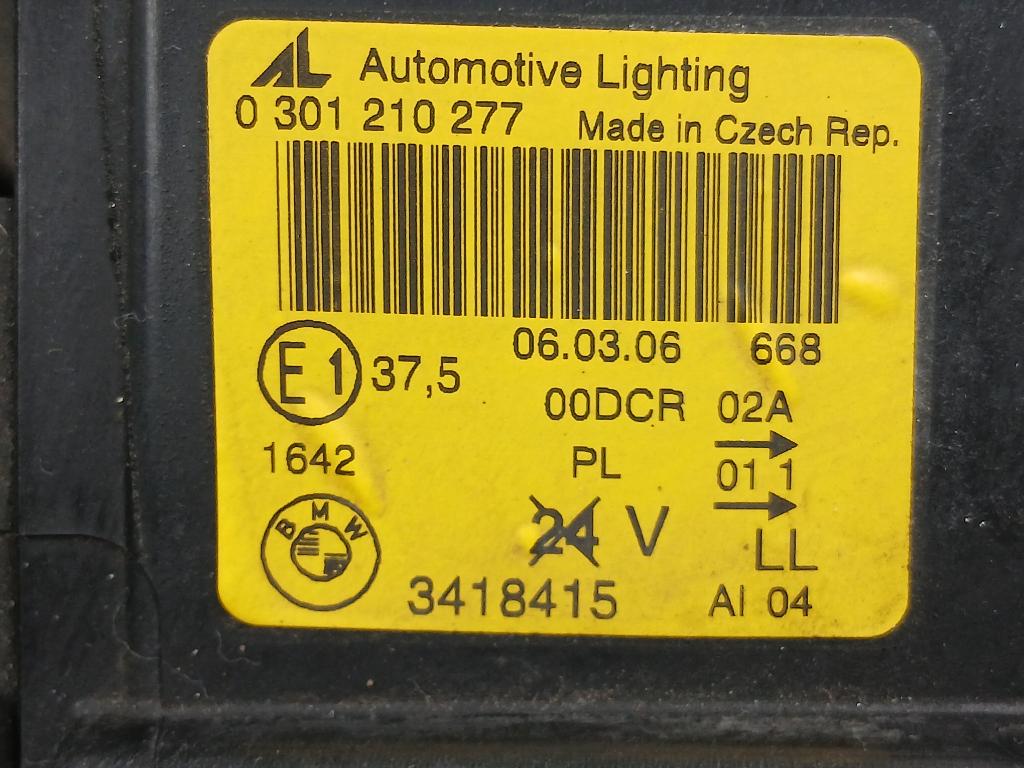 AL Automotive Lighting
0 301 210 277 Made in Czech Rep.
06.03.06 668
E1 37,5
00DCR 02A
1642 PL 01 1
24 V
LL
BMW
3418415 AI 04